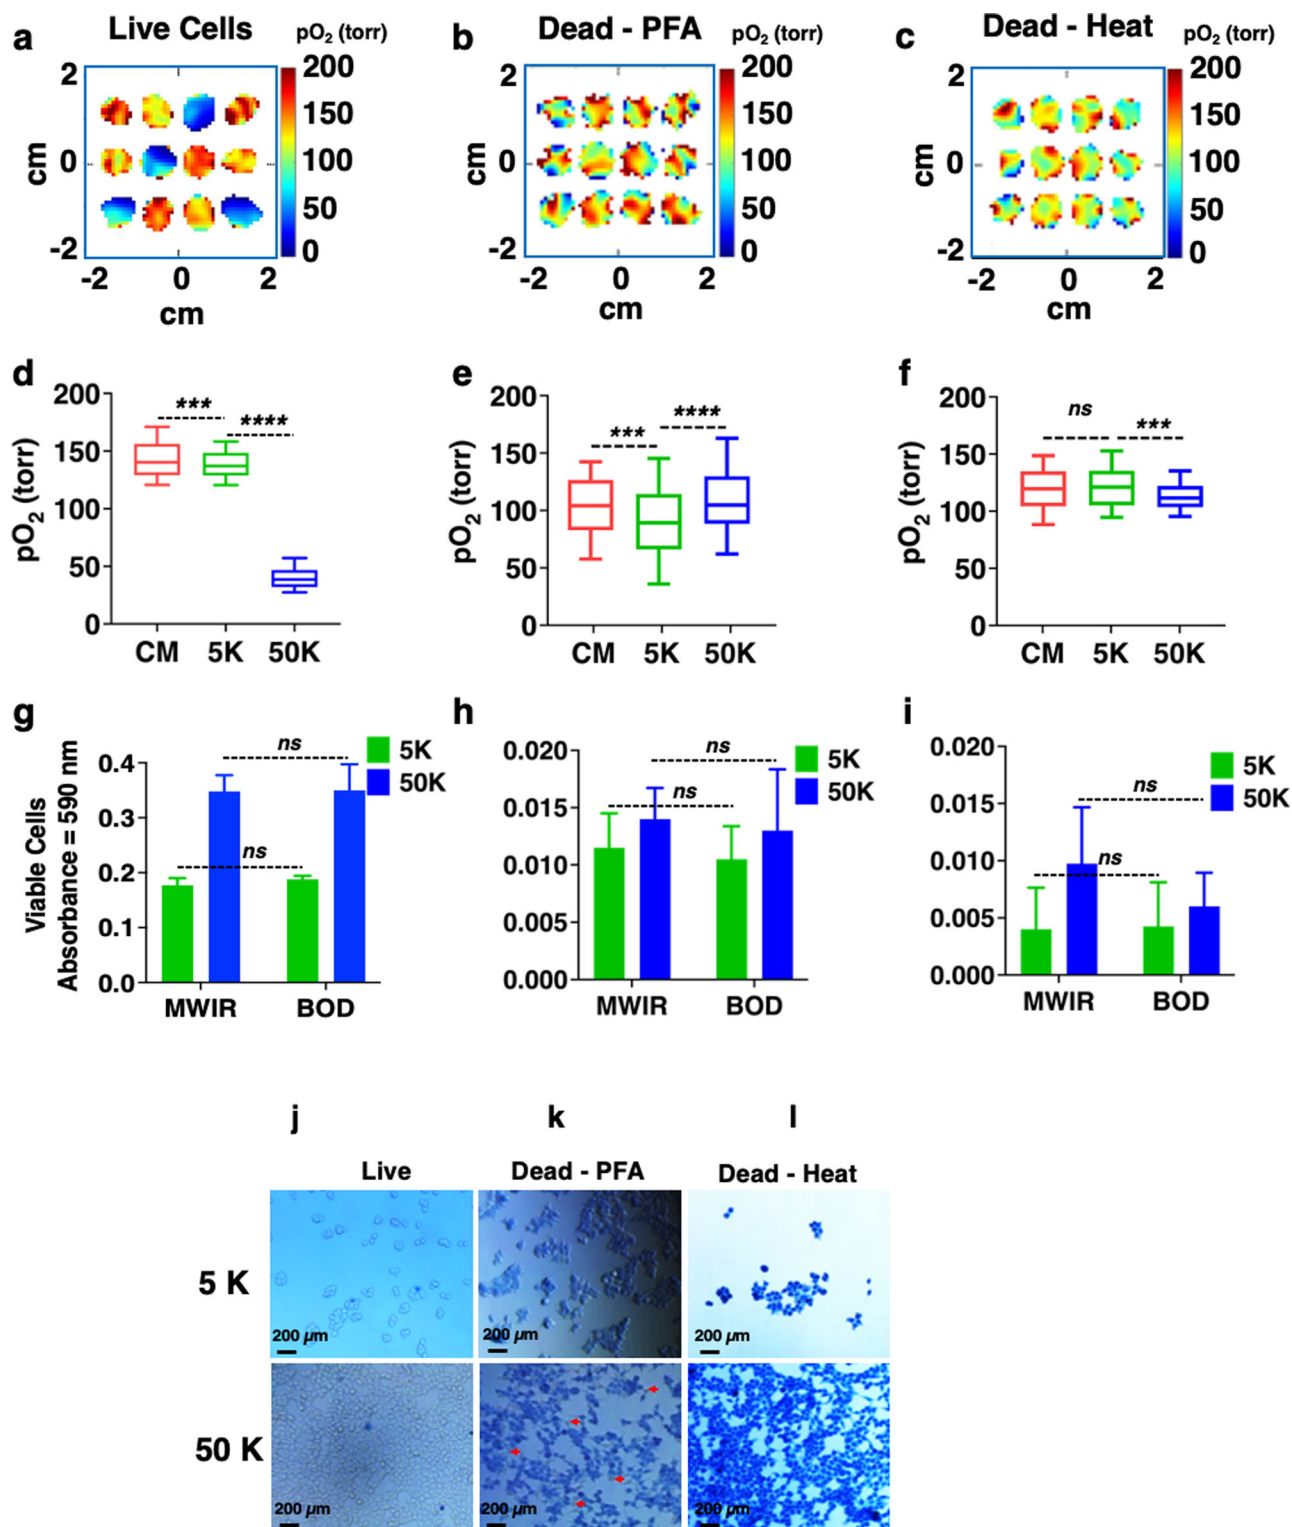 a Live Cells pO2 (torr)
b Dead - PFA pO2 (torr)
c Dead - Heat pO2 (torr)
2 200
150
cm 0 100
50
-2 0
-2 0 2
cm
2 200
150
cm 0 100
50
-2 0
-2 0 2
cm
2 200
150
cm 0 100
50
-2 0
-2 0 2
cm
d
pO2 (torr)
200
150
100
50
0
*** ****
CM 5K 50K
e
pO2 (torr)
200
150
100
50
0
*** ****
CM 5K 50K
f
pO2 (torr)
200
150
100
50
0
ns ***
CM 5K 50K
g
Viable Cells
Absorbance = 590 nm
0.4
0.3
0.2
0.1
0.0
ns
ns
5K
50K
MWIR BOD
h
0.020
0.015
0.010
0.005
0.000
ns
ns
5K
50K
MWIR BOD
i
0.020
0.015
0.010
0.005
0.000
ns
ns
5K
50K
MWIR BOD
j k l
Live Dead - PFA Dead - Heat
5 K
200 µm 200 µm 200 µm
50 K
200 µm 200 µm 200 µm